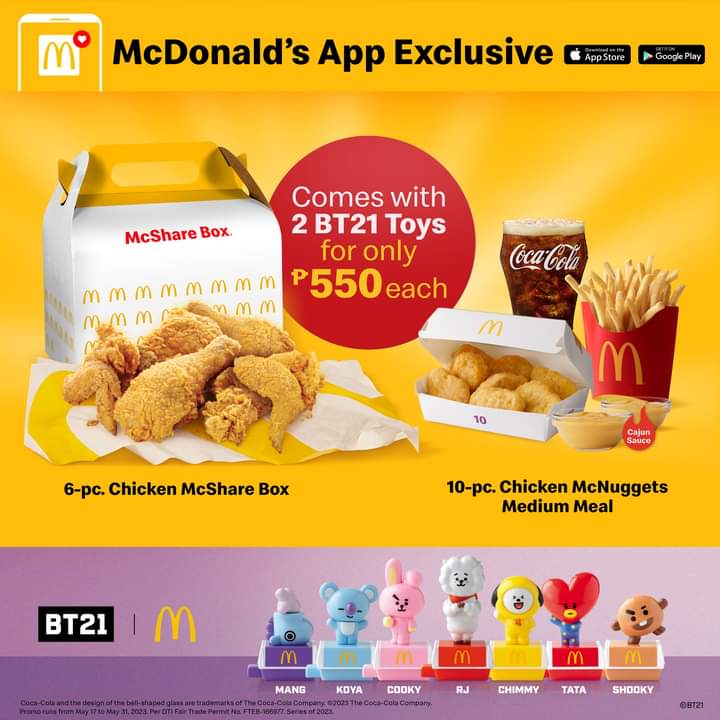 McDonald's App Exclusive
Download on the
App Store
GET IT ON
Google Play
McShare Box.
Comes with
2 BT21 Toys
for only
₱550 each
Coca-Cola
10
Cajun
Sauce
6-pc. Chicken McShare Box
10-pc. Chicken McNuggets
Medium Meal
BT21
MANG
KOYA
COOKY
RJ
CHIMMY
TATA
SHOOKY
Coca-Cola and the design of the bell-shaped glass are trademarks of The Coca-Cola Company. ©2023 The Coca-Cola Company.
Promo runs from May 17 to May 31, 2023. Per DTI Fair Trade Permit No. FTEB-166977. Series of 2023.
©BT21